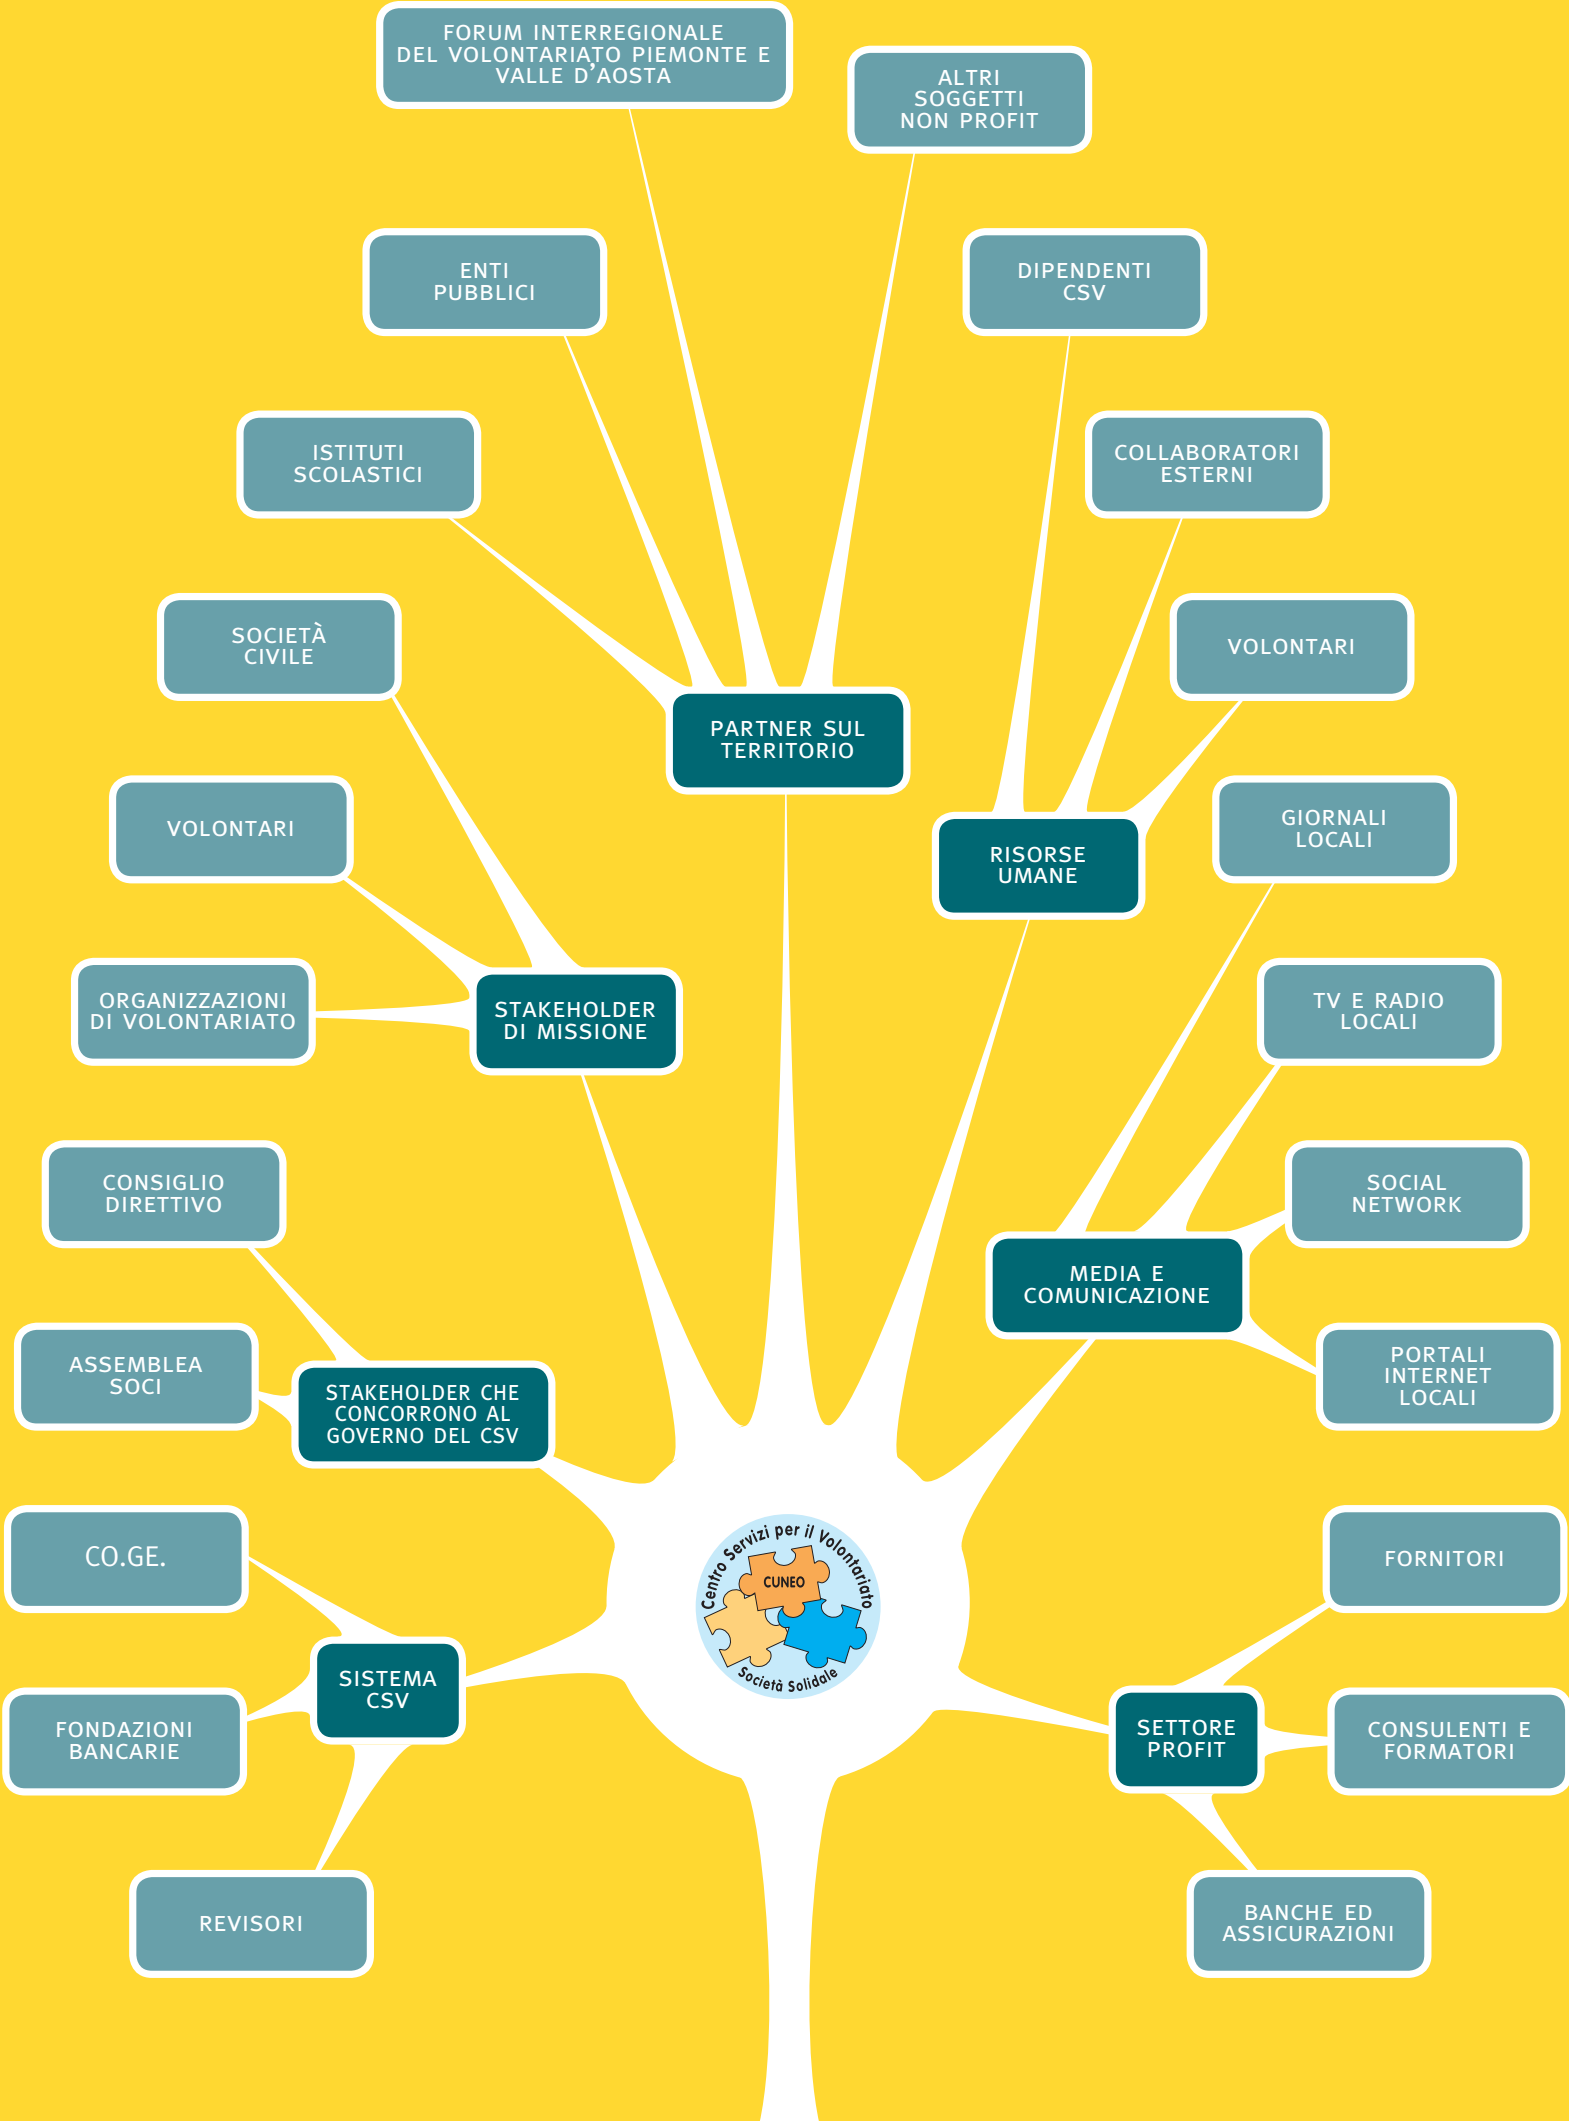 FORUM INTERREGIONALE
DEL VOLONTARIATO PIEMONTE E
VALLE D'AOSTA
ALTRI
SOGGETTI
NON PROFIT
ENTI
PUBBLICI
DIPENDENTI
CSV
ISTITUTI
SCOLASTICI
COLLABORATORI
ESTERNI
SOCIETÀ
CIVILE
VOLONTARI
PARTNER SUL
TERRITORIO
VOLONTARI
GIORNALI
LOCALI
RISORSE
UMANE
ORGANIZZAZIONI
DI VOLONTARIATO
STAKEHOLDER
DI MISSIONE
TV E RADIO
LOCALI
CONSIGLIO
DIRETTIVO
SOCIAL
NETWORK
MEDIA E
COMUNICAZIONE
ASSEMBLEA
SOCI
STAKEHOLDER CHE
CONCORRONO AL
GOVERNO DEL CSV
PORTALI
INTERNET
LOCALI
CO.GE.
Centro Servizi per il Volontariato
CUNEO
Società Solidale
FORNITORI
SISTEMA
CSV
FONDAZIONI
BANCARIE
SETTORE
PROFIT
CONSULENTI E
FORMATORI
REVISORI
BANCHE ED
ASSICURAZIONI